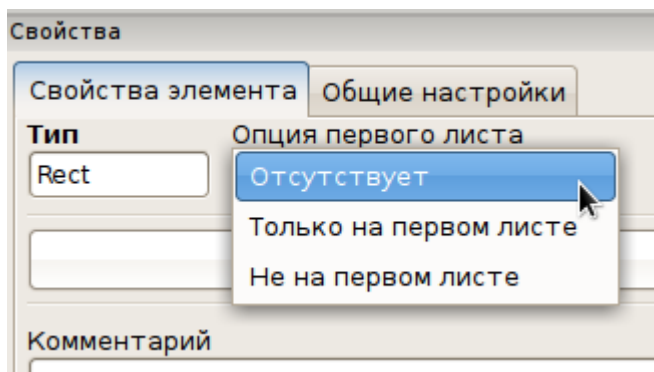 Свойства
Свойства элемента Общие настройки
Тип Опция первого листа
Rect Отсутствует
Только на первом листе
Не на первом листе
Комментарий